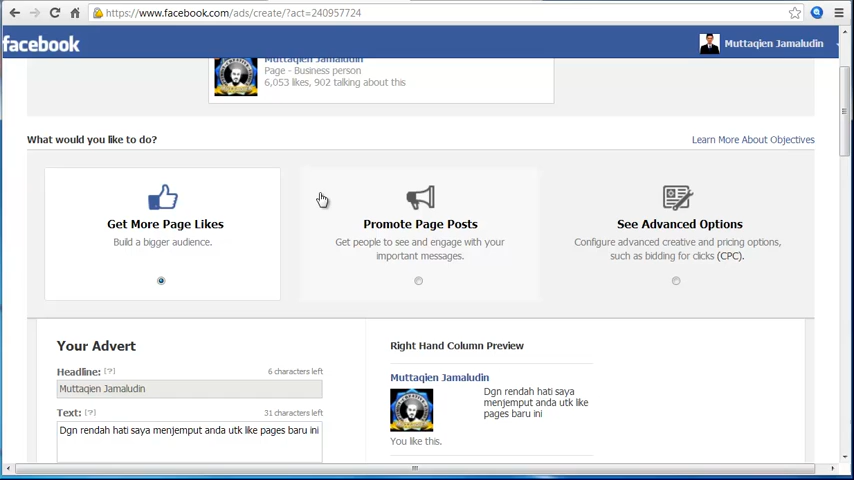 https://www.facebook.com/ads/create/?act=240957724
facebook
Muttaqien Jamaludin
Muttaqien Jamaludin
Page - Business person
6,053 likes, 902 talking about this
What would you like to do?
Learn More About Objectives
Get More Page Likes
Build a bigger audience.
Promote Page Posts
Get people to see and engage with your
important messages.
See Advanced Options
Configure advanced creative and pricing options,
such as bidding for clicks (CPC).
Your Advert
Headline: [?]
6 characters left
Muttaqien Jamaludin
Text: [?]
31 characters left
Dgn rendah hati saya menjemput anda utk like pages baru ini
Right Hand Column Preview
Muttaqien Jamaludin
Dgn rendah hati saya
menjemput anda utk like
pages baru ini
You like this.